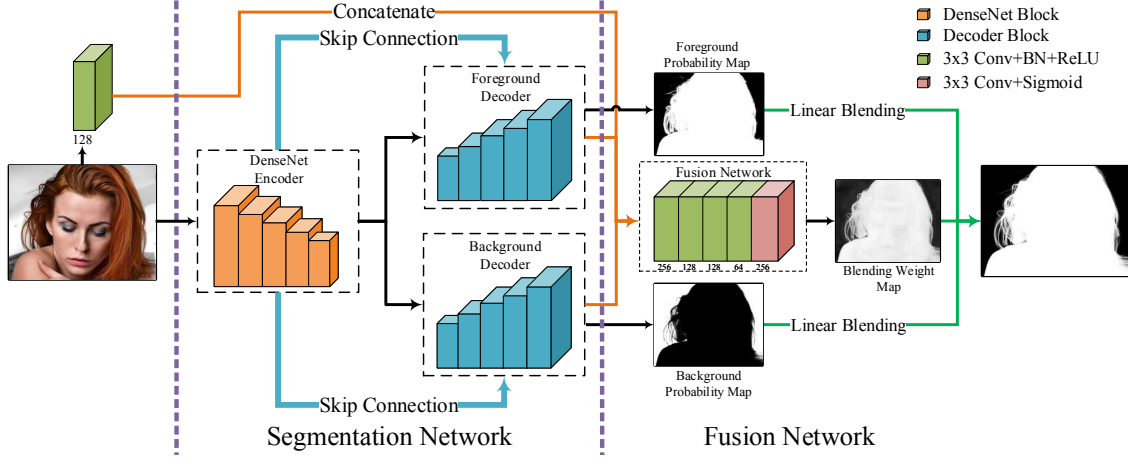 Concatenate
Skip Connection
DenseNet Block
Decoder Block
3x3 Conv+BN+ReLU
3x3 Conv+Sigmoid
128
Foreground
Decoder
Foreground
Probability Map
Linear Blending
DenseNet
Encoder
Fusion Network
256
128
128
64
256
Blending Weight
Map
Background
Decoder
Linear Blending
Background
Probability Map
Skip Connection
Segmentation Network
Fusion Network